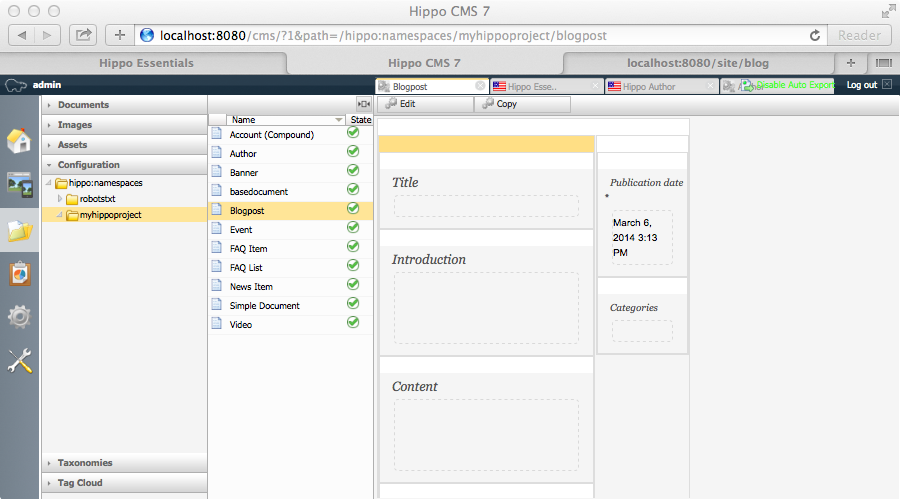 Hippo CMS 7
localhost:8080/cms/?1&path=/hippo:namespaces/myhippoproject/blogpost
Reader
Hippo Essentials
Hippo CMS 7
localhost:8080/site/blog
admin
Blogpost
Hippo Esse..
Hippo Author
Author
Disable Auto Export
Log out
Documents
Images
Assets
Configuration
hippo:namespaces
robotstxt
myhippoproject
Taxonomies
Tag Cloud
Name
State
Account (Compound)
Author
Banner
basedocument
Blogpost
Event
FAQ Item
FAQ List
News Item
Simple Document
Video
Edit
Copy
Title
Introduction
Content
Publication date
*
March 6,
2014 3:13
PM
Categories